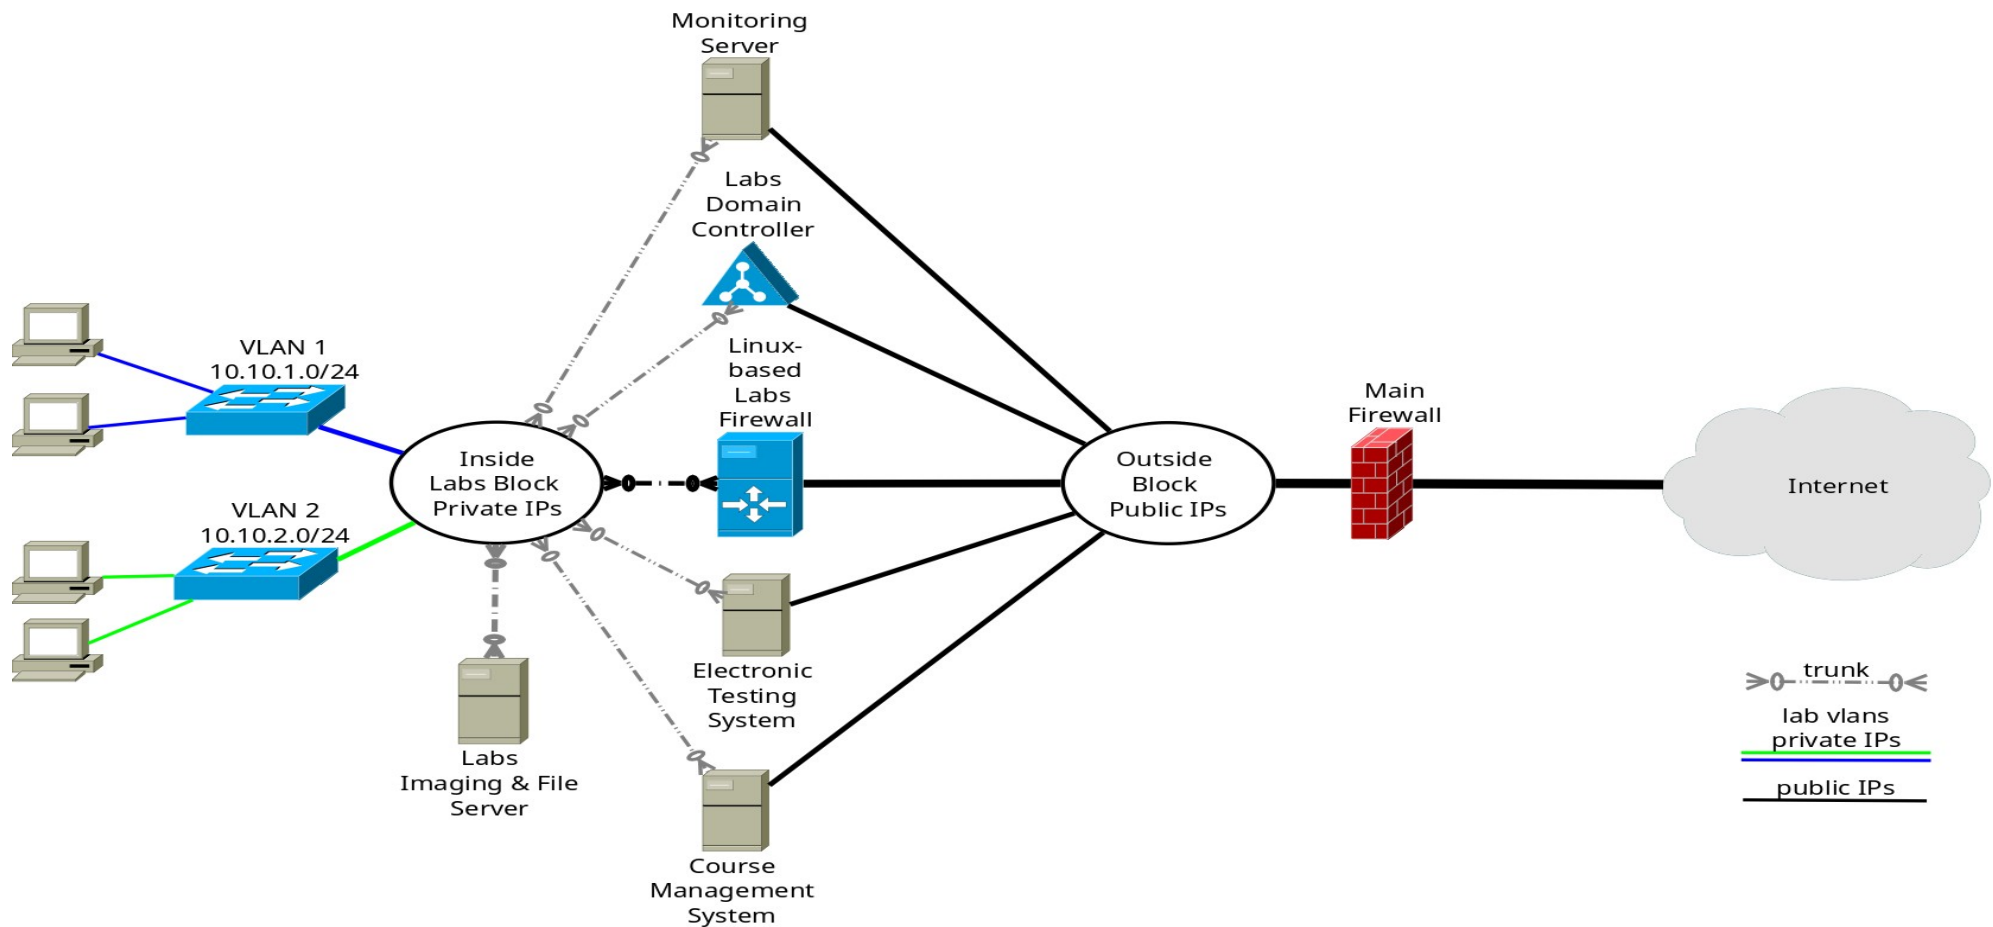 Monitoring
Server
Labs
Domain
Controller
Linux-
based
Labs
Firewall
VLAN 1
10.10.1.0/24
VLAN 2
10.10.2.0/24
Inside
Labs Block
Private IPs
Outside
Block
Public IPs
Main
Firewall
Internet
Electronic
Testing
System
Labs
Imaging & File
Server
Course
Management
System
trunk
lab vlans
private IPs
public IPs